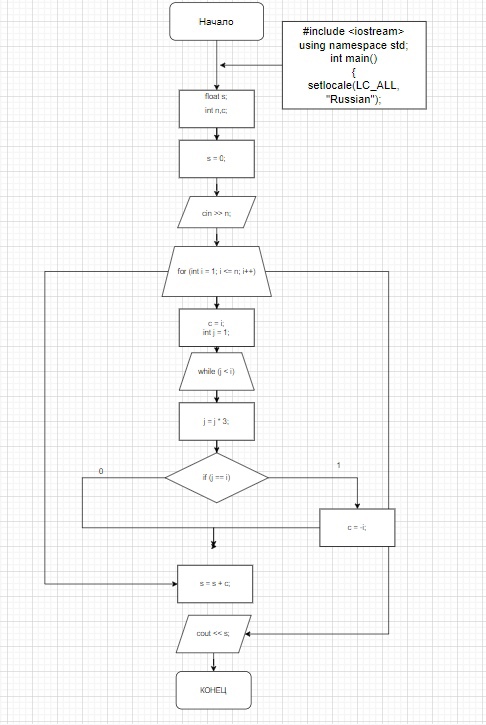 Начало
#include <iostream>
using namespace std;
int main()
{
setlocale(LC_ALL,
"Russian");
float s;
int n,c;
s = 0;
cin >> n;
for (int i = 1; i <= n; i++)
c = i;
int j = 1;
while (j < i)
j = j * 3;
if (j == i)
0
1
c = -i;
s = s + c;
cout << s;
КОНЕЦ